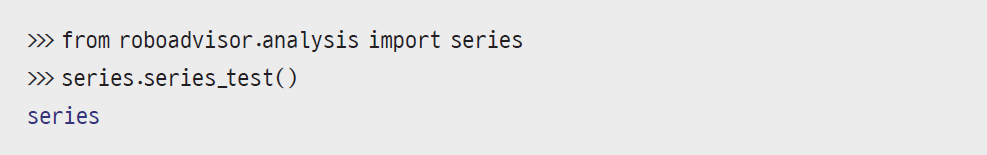 >>> from roboadvisor.analysis import series
>>> series.series_test()
series